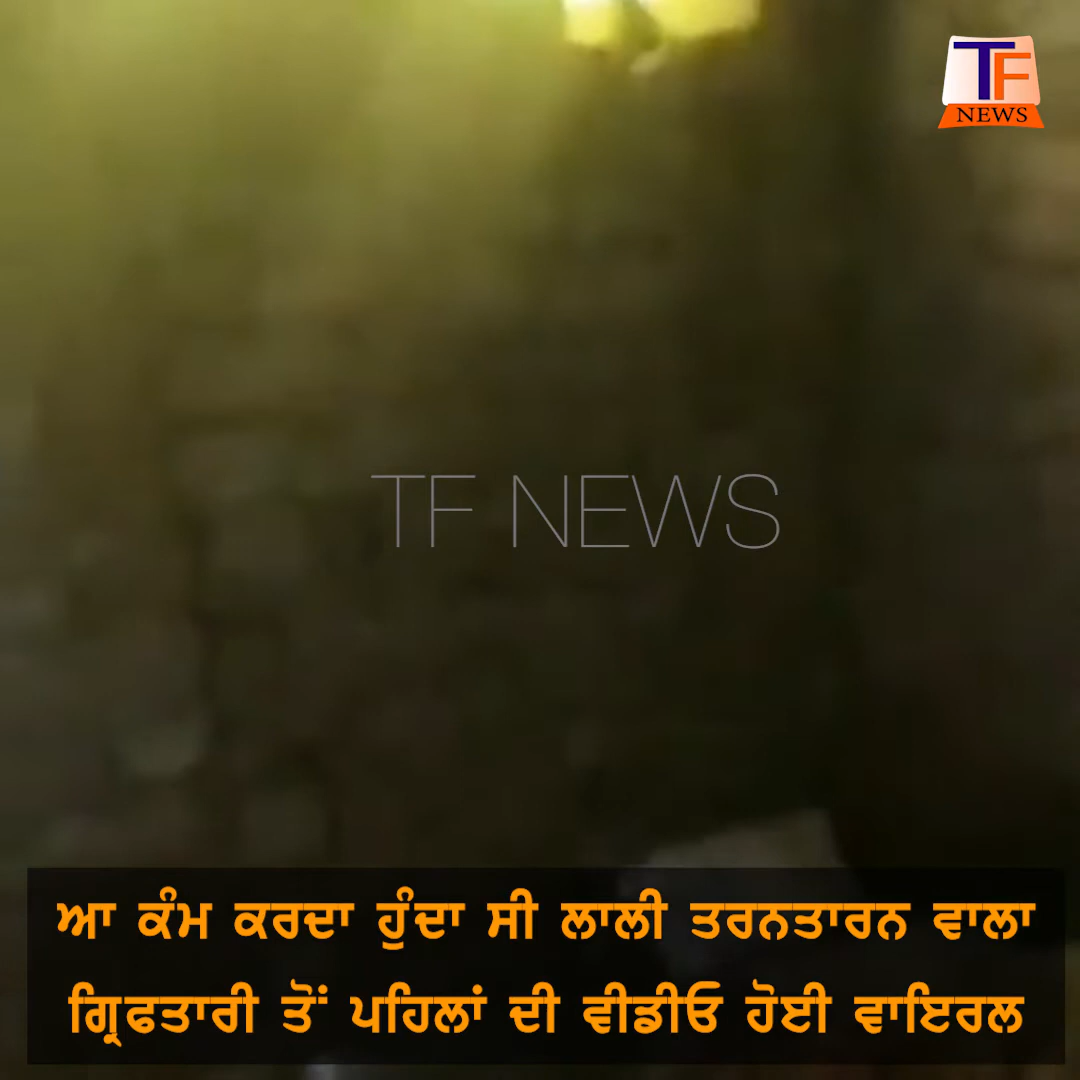 TF
NEWS
TF NEWS
ਆ ਕੰਮ ਕਰਦਾ ਹੁੰਦਾ ਸੀ ਲਾਲੀ ਤਰਨਤਾਰਨ ਵਾਲਾ
ਗ੍ਰਿਫਤਾਰੀ ਤੋਂ ਪਹਿਲਾਂ ਦੀ ਵੀਡੀਓ ਹੋਈ ਵਾਇਰਲ